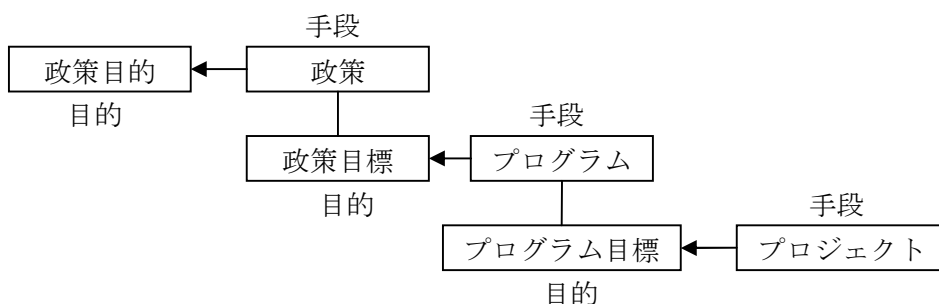 手段
政策目的
政策
目的
手段
政策目標
プログラム
目的
手段
プログラム目標
プロジェクト
目的